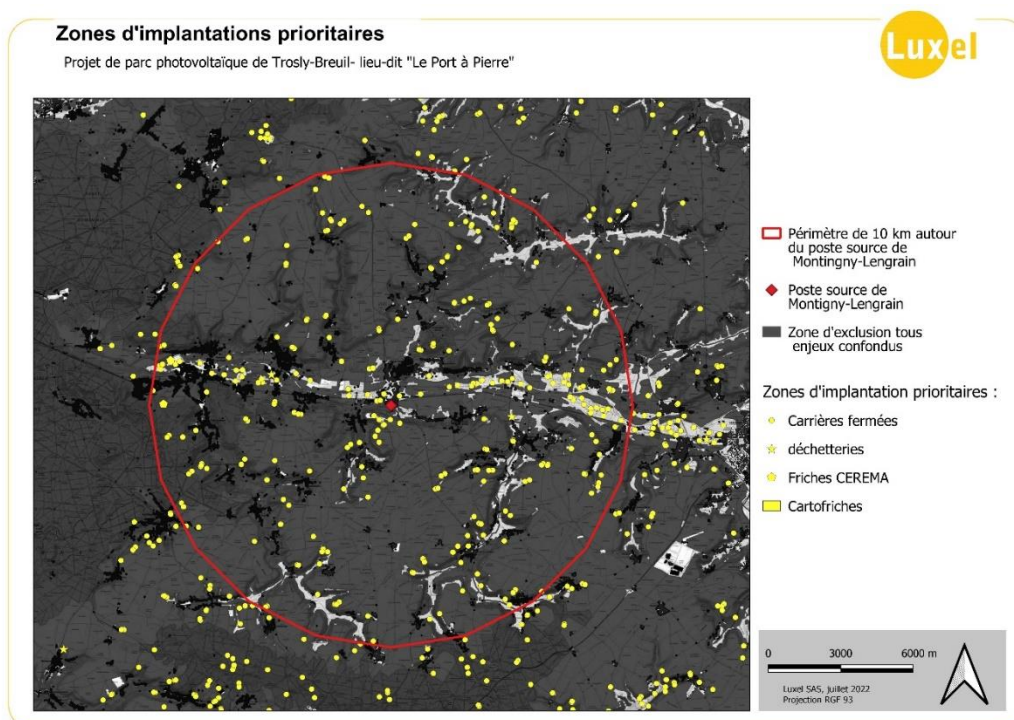 Zones d'implantations prioritaires
Projet de parc photovoltaïque de Trosly-Breuil- lieu-dit "Le Port à Pierre"
Luxel
Périmètre de 10 km autour
du poste source de
Montingny-Lengrain
Poste source de
Montigny-Lengrain
Zone d'exclusion tous
enjeux confondus
Zones d'implantation prioritaires :
Carrières fermées
déchetteries
Friches CEREMA
Cartofriches
0 3000 6000 m
Luxel SAS, juillet 2022
Projection RGF 93